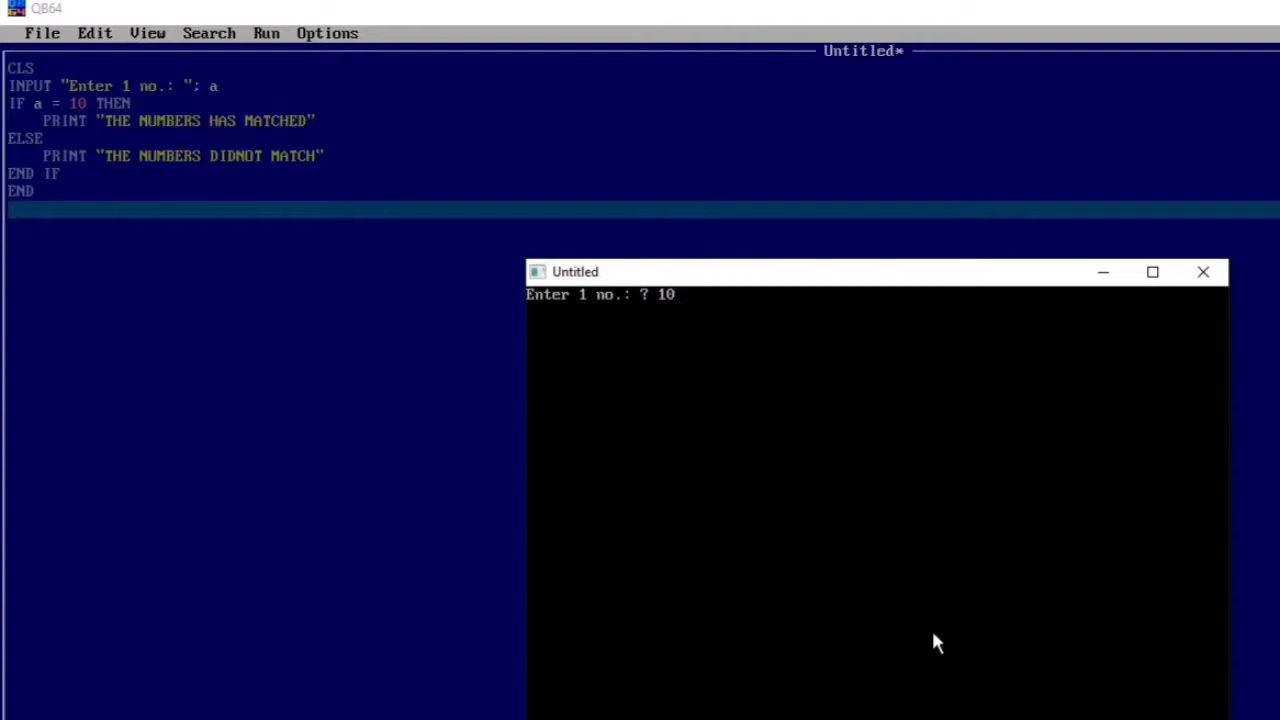 QB64
File Edit View Search Run Options
Untitled*
CLS
INPUT "Enter 1 no.: "; a
IF a = 10 THEN
    PRINT "THE NUMBERS HAS MATCHED"
ELSE
    PRINT "THE NUMBERS DIDNOT MATCH"
END IF
END
Untitled
Enter 1 no.: ? 10